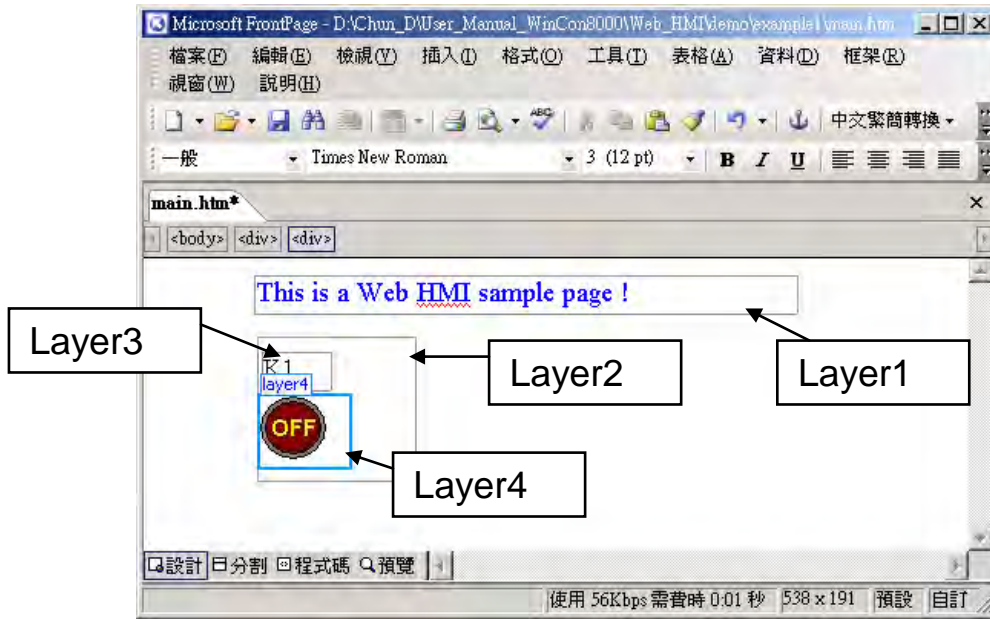 Microsoft FrontPage - D:\Chun_D\User_Manual_WinCon8000\Web_HMI\demo\example1\main.htm
檔案(F) 編輯(E) 檢視(V) 插入(I) 格式(O) 工具(T) 表格(A) 資料(D) 框架(R)
視窗(W) 說明(H)
ABC 中文繁簡轉換
一般 Times New Roman 3 (12 pt) B I U
main.htm*
<body> <div> <div>
This is a Web HMI sample page !
Layer3
K1
layer4
OFF
Layer2
Layer1
Layer4
設計 分割 程式碼 預覽
使用 56Kbps 需費時 0:01 秒 538 x 191 預設 自訂